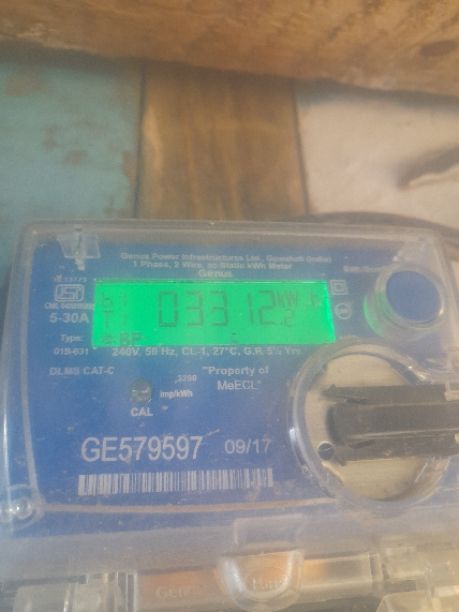 Genus Power Infrastructures Ltd., Guwahati (India)
1 Phase, 2 Wire, ac Static kWh Meter
Genus
03312 kW h
5-30A
Type:
240V, 50 Hz, CL-1, 27°C, G.R. 5½ Yrs
DLMS CAT-C
3200
imp/kWh
"Property of
MeECL"
CAL
GE579597 09/17